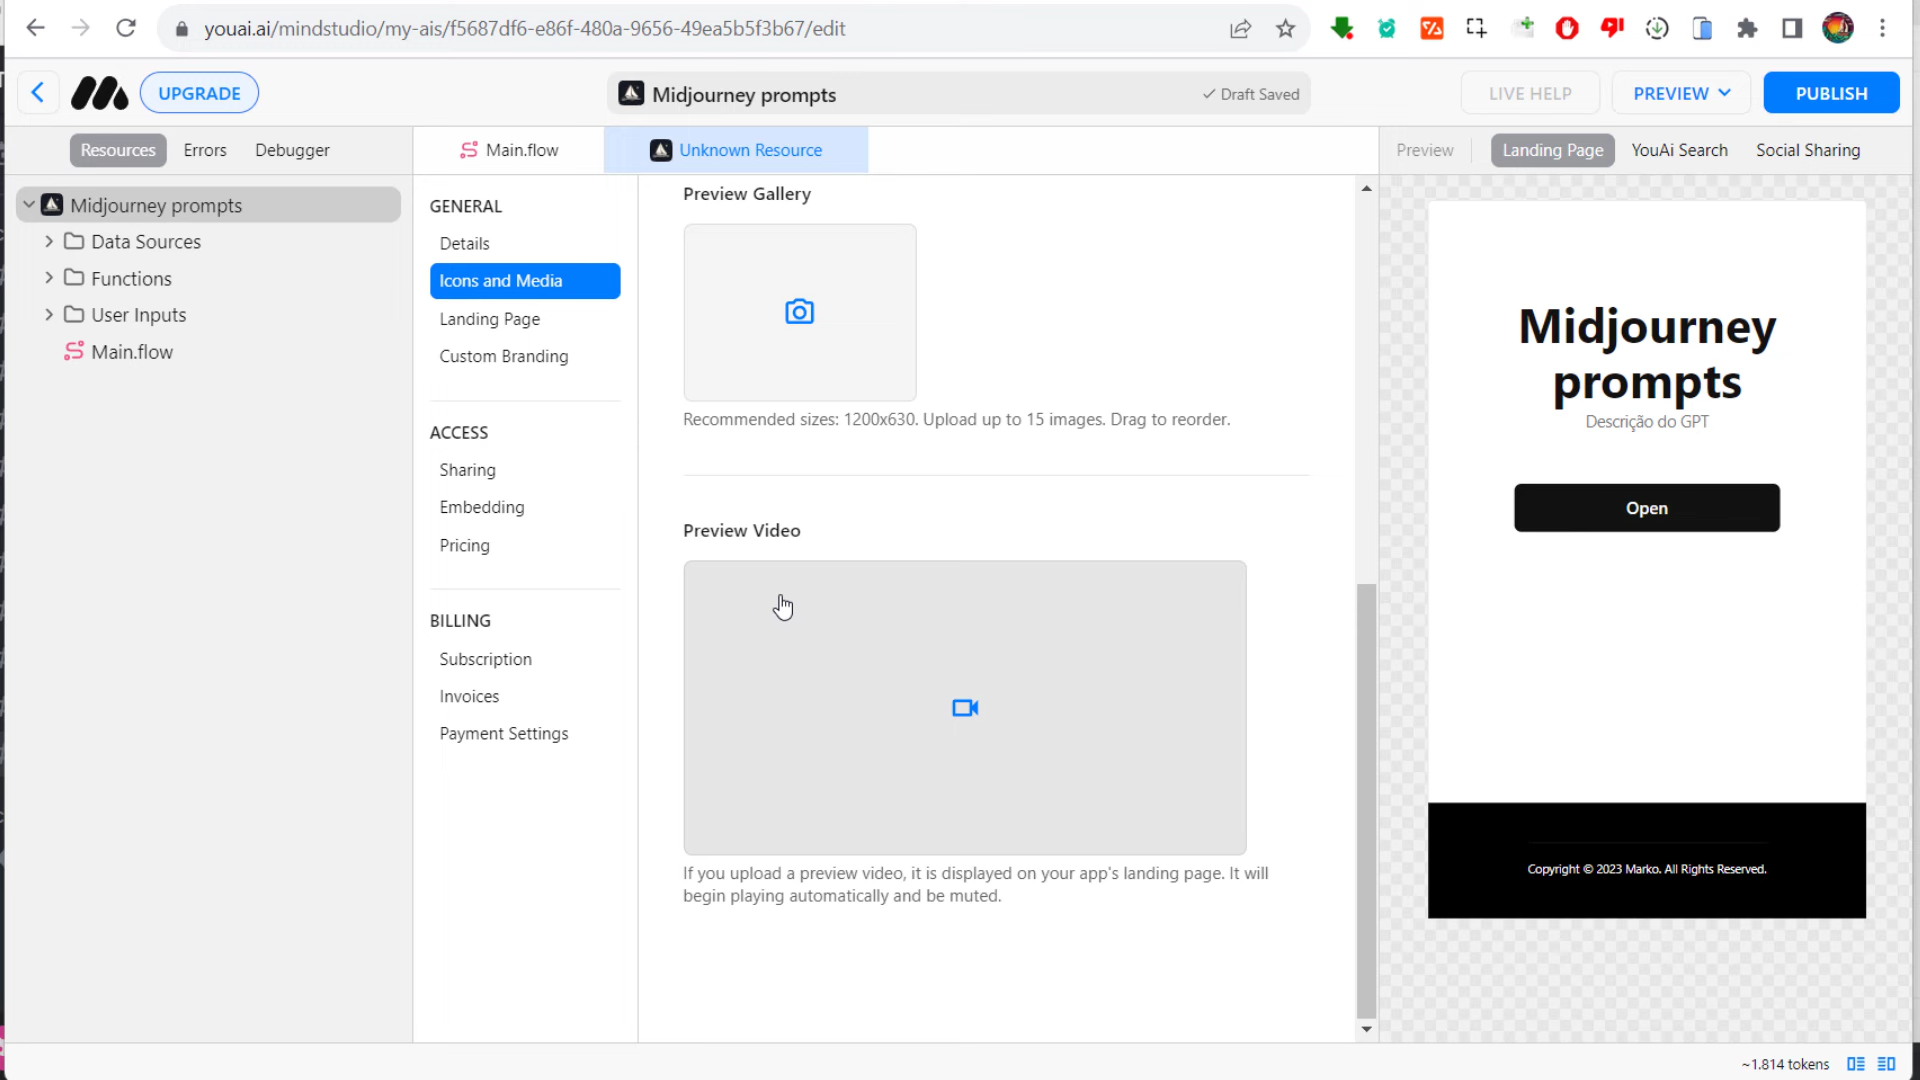 youai.ai/mindstudio/my-ais/f5687df6-e86f-480a-9656-49ea5b5f3b67/edit
UPGRADE
Midjourney prompts
Draft Saved
LIVE HELP
PREVIEW
PUBLISH
Resources
Errors
Debugger
Main.flow
Unknown Resource
Preview
Landing Page
YouAi Search
Social Sharing
Midjourney prompts
Data Sources
Functions
User Inputs
Main.flow
GENERAL
Details
Icons and Media
Landing Page
Custom Branding
ACCESS
Sharing
Embedding
Pricing
BILLING
Subscription
Invoices
Payment Settings
Preview Gallery
Recommended sizes: 1200x630. Upload up to 15 images. Drag to reorder.
Preview Video
If you upload a preview video, it is displayed on your app's landing page. It will
begin playing automatically and be muted.
Midjourney
prompts
Descrição do GPT
Open
Copyright © 2023 Marko. All Rights Reserved.
~1.814 tokens